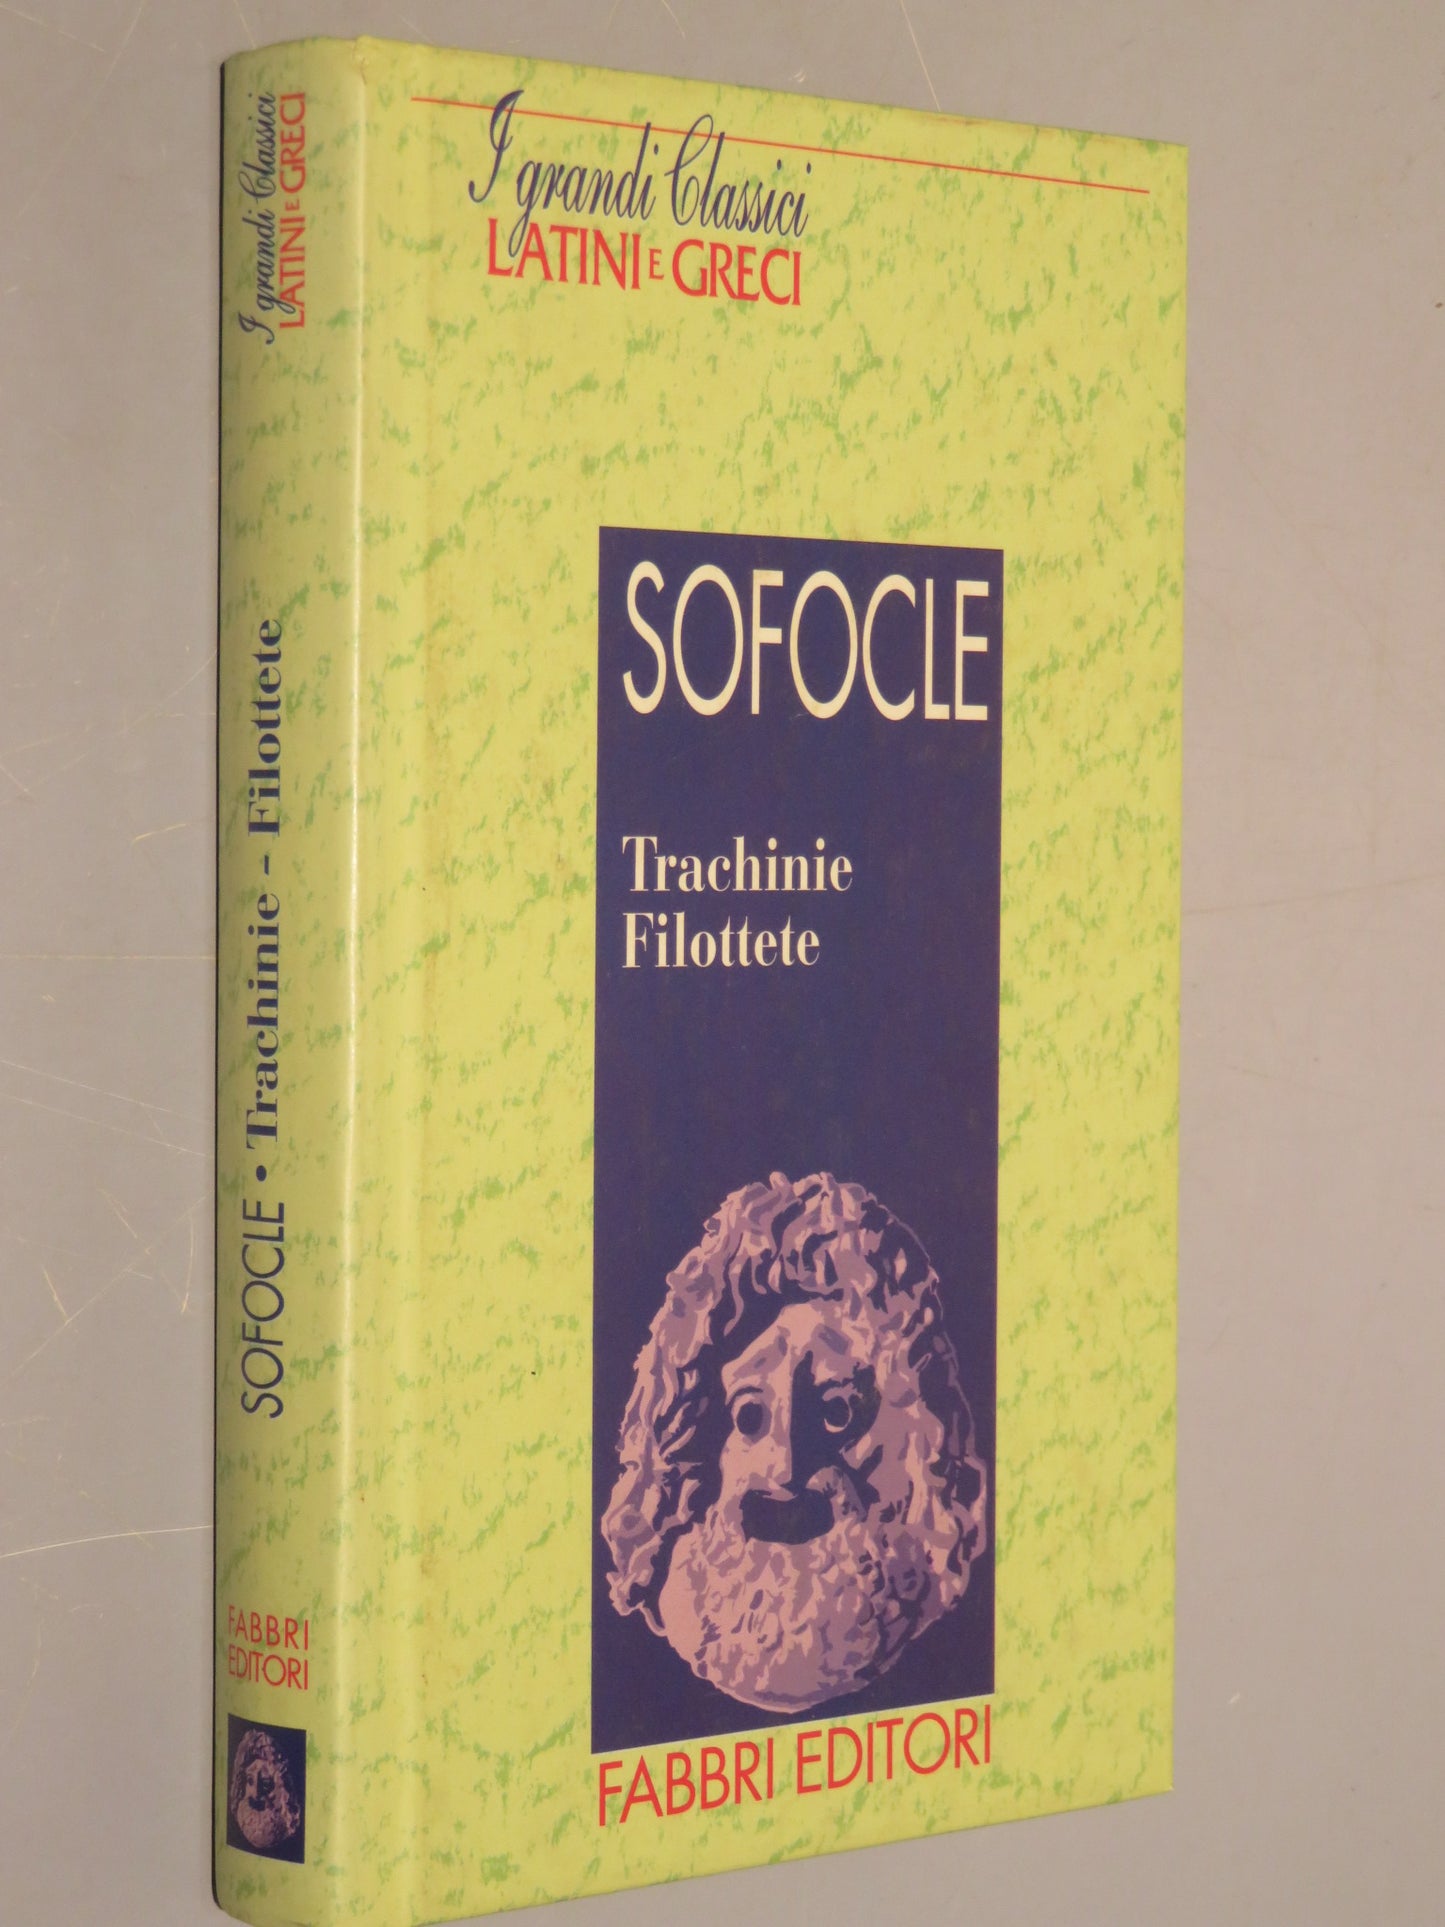 I grandi Classici
LATINI E GRECI
SOFOCLE
Trachinie
Filottete
FABBRI EDITORI
I grandi Classici
LATINI E GRECI
SOFOCLE • Trachinie – Filottete
FABBRI
EDITORI